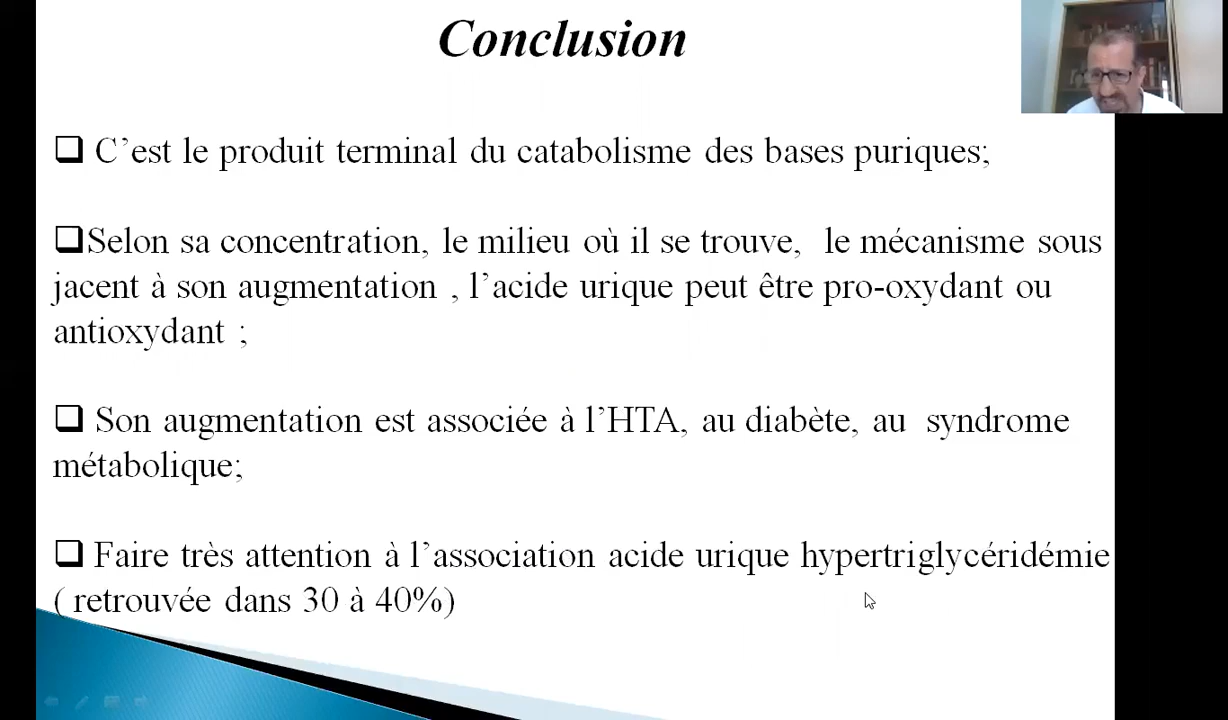 Conclusion
❑ C’est le produit terminal du catabolisme des bases puriques;
❑Selon sa concentration, le milieu où il se trouve, le mécanisme sous
jacent à son augmentation , l’acide urique peut être pro-oxydant ou
antioxydant ;
❑ Son augmentation est associée à l’HTA, au diabète, au syndrome
métabolique;
❑ Faire très attention à l’association acide urique hypertriglycéridémie
( retrouvée dans 30 à 40%)